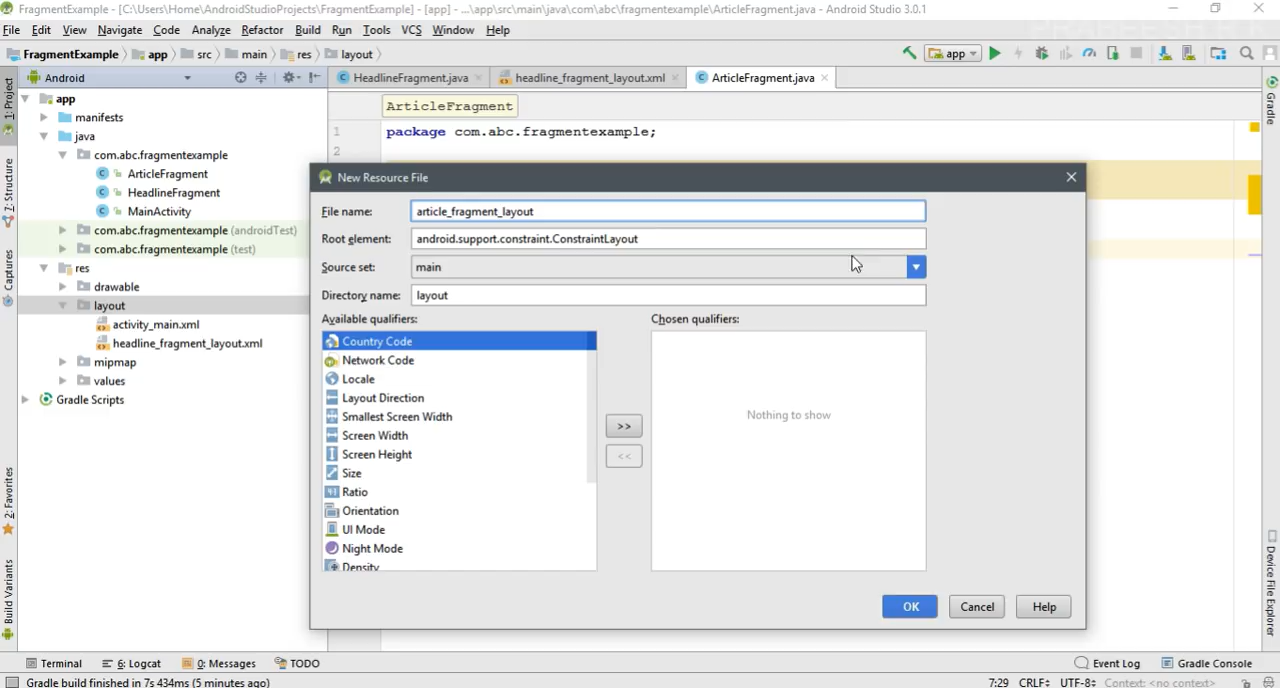 FragmentExample - [C:\Users\Home\AndroidStudioProjects\FragmentExample] - [app] - ...\app\src\main\java\com\abc\fragmentexample\ArticleFragment.java - Android Studio 3.0.1
File Edit View Navigate Code Analyze Refactor Build Run Tools VCS Window Help
FragmentExample app src main res layout
app
Android
HeadlineFragment.java headline_fragment_layout.xml ArticleFragment.java
1: Project
7: Structure
Captures
2: Favorites
Build Variants
app
manifests
java
com.abc.fragmentexample
ArticleFragment
HeadlineFragment
MainActivity
com.abc.fragmentexample (androidTest)
com.abc.fragmentexample (test)
res
drawable
layout
activity_main.xml
headline_fragment_layout.xml
mipmap
values
Gradle Scripts
ArticleFragment
1 package com.abc.fragmentexample;
2
New Resource File
File name: article_fragment_layout
Root element: android.support.constraint.ConstraintLayout
Source set: main
Directory name: layout
Available qualifiers: Chosen qualifiers:
Country Code
Network Code
Locale
Layout Direction
Smallest Screen Width
Screen Width
Screen Height
Size
Ratio
Orientation
UI Mode
Night Mode
Density
>>
<<
Nothing to show
OK Cancel Help
Gradle
Device File Explorer
Terminal 6: Logcat 0: Messages TODO Event Log Gradle Console
Gradle build finished in 7s 434ms (5 minutes ago) 7:29 CRLF÷ UTF-8÷ Context: <no context>